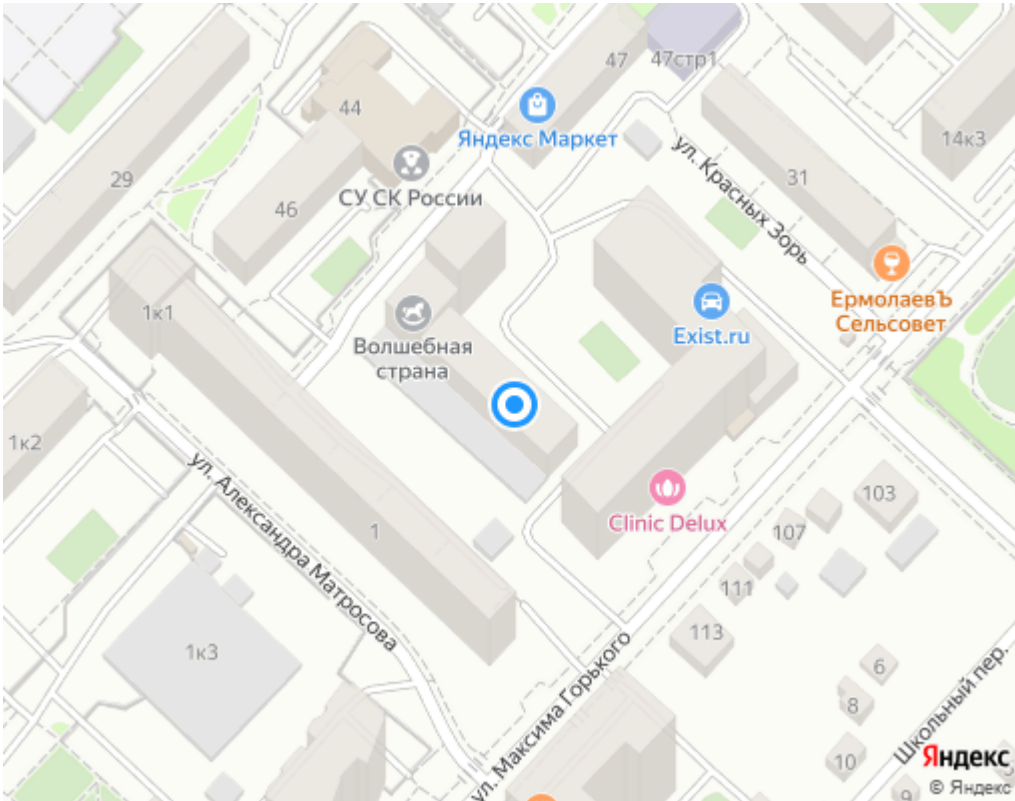 47
47стр1
44
Яндекс Маркет
ул. Красных Зорь
14к3
29
СУ СК России
31
46
ЕрмолаевЪ
Сельсовет
1к1
Волшебная
страна
Exist.ru
1к2
ул. Александра Матросова
Clinic Delux
103
107
1
111
113
1к3
ул. Максима Горького
6
8
10
9
Школьный пер.
Яндекс
© Яндекс